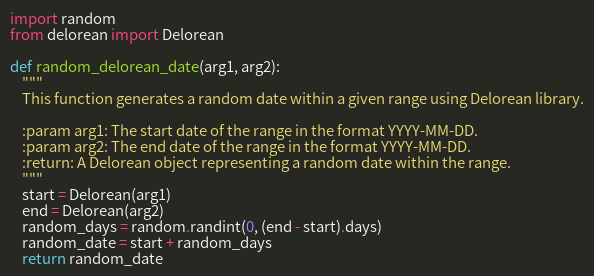 import random
from delorean import Delorean

def random_delorean_date(arg1, arg2):
    """
    This function generates a random date within a given range using Delorean library.

    :param arg1: The start date of the range in the format YYYY-MM-DD.
    :param arg2: The end date of the range in the format YYYY-MM-DD.
    :return: A Delorean object representing a random date within the range.
    """
    start = Delorean(arg1)
    end = Delorean(arg2)
    random_days = random.randint(0, (end - start).days)
    random_date = start + random_days
    return random_date